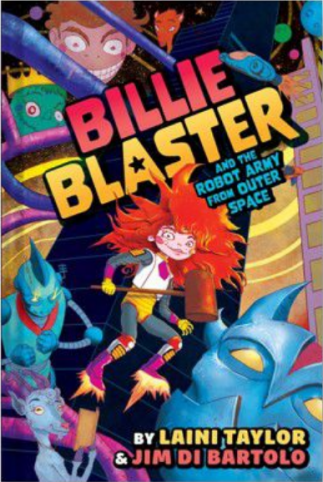 BILLIE
BLASTER
AND THE
ROBOT ARMY
FROM OUTER
SPACE
BY LAINI TAYLOR
& JIM DI BARTOLO